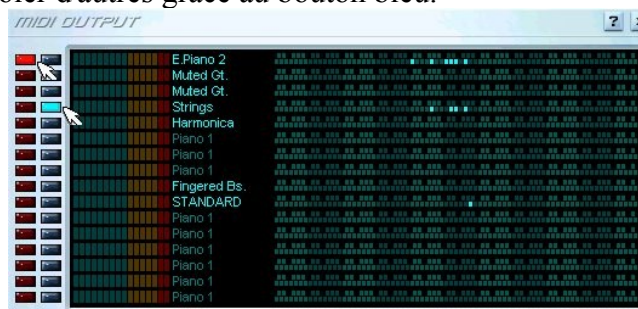 d'autres grâce au bouton bleu.
MIDI OUTPUT
?
E.Piano 2
Muted Gt.
Muted Gt.
Strings
Harmonica
Piano 1
Piano 1
Piano 1
Fingered Bs.
STANDARD
Piano 1
Piano 1
Piano 1
Piano 1
Piano 1
Piano 1